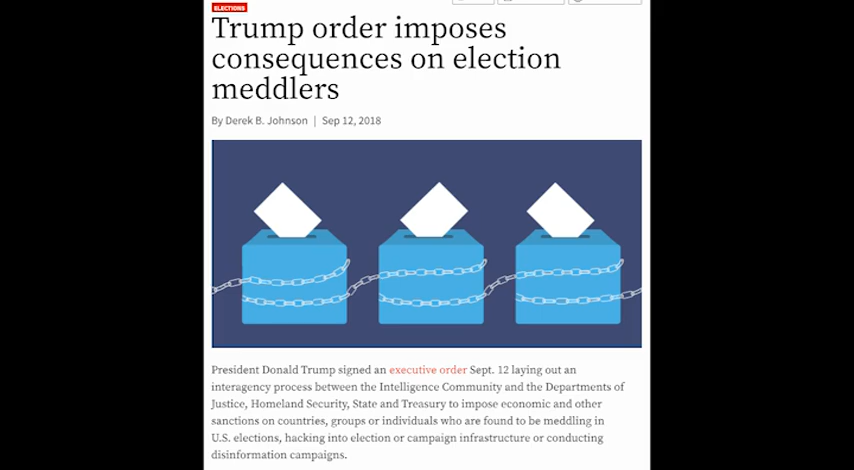 ELECTIONS
Trump order imposes
consequences on election
meddlers
By Derek B. Johnson | Sep 12, 2018
President Donald Trump signed an executive order Sept. 12 laying out an
interagency process between the Intelligence Community and the Departments of
Justice, Homeland Security, State and Treasury to impose economic and other
sanctions on countries, groups or individuals who are found to be meddling in
U.S. elections, hacking into election or campaign infrastructure or conducting
disinformation campaigns.